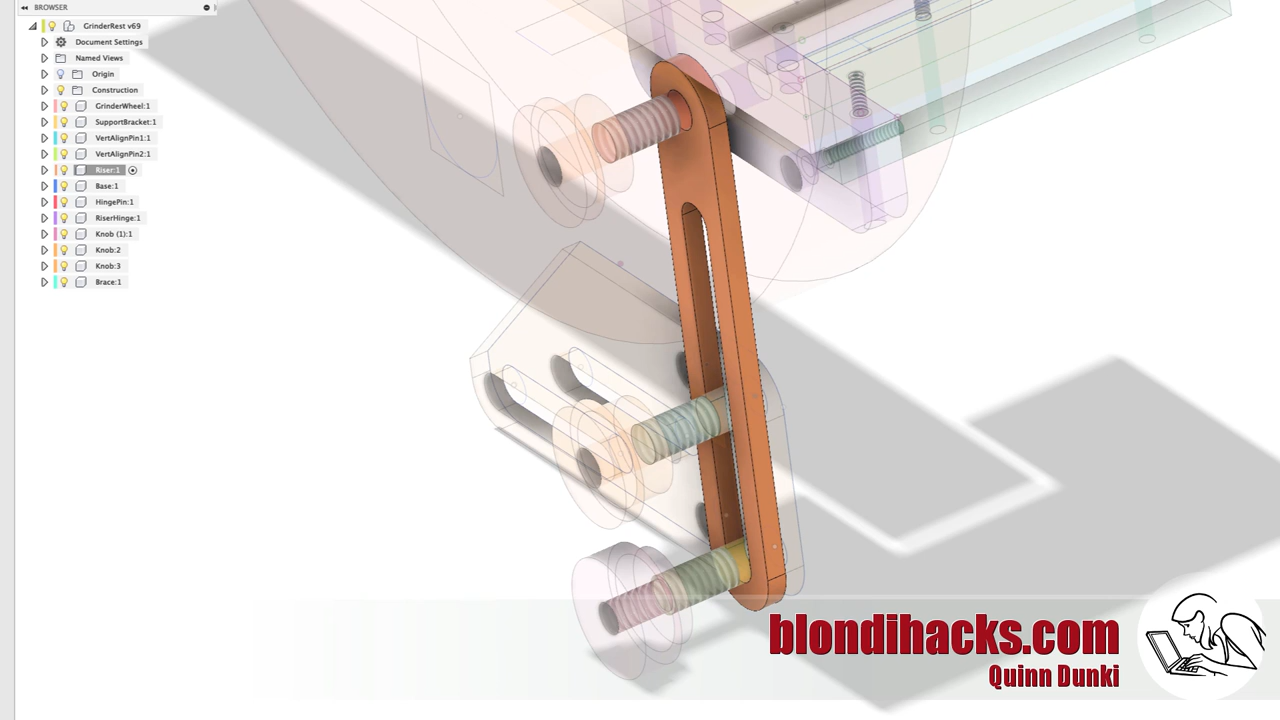 BROWSER
GrinderRest v69
Document Settings
Named Views
Origin
Construction
GrinderWheel:1
SupportBracket:1
VertAlignPin1:1
VertAlignPin2:1
Riser:1
Base:1
HingePin:1
RiserHinge:1
Knob (1):1
Knob:2
Knob:3
Brace:1
blondihacks.com
Quinn Dunki